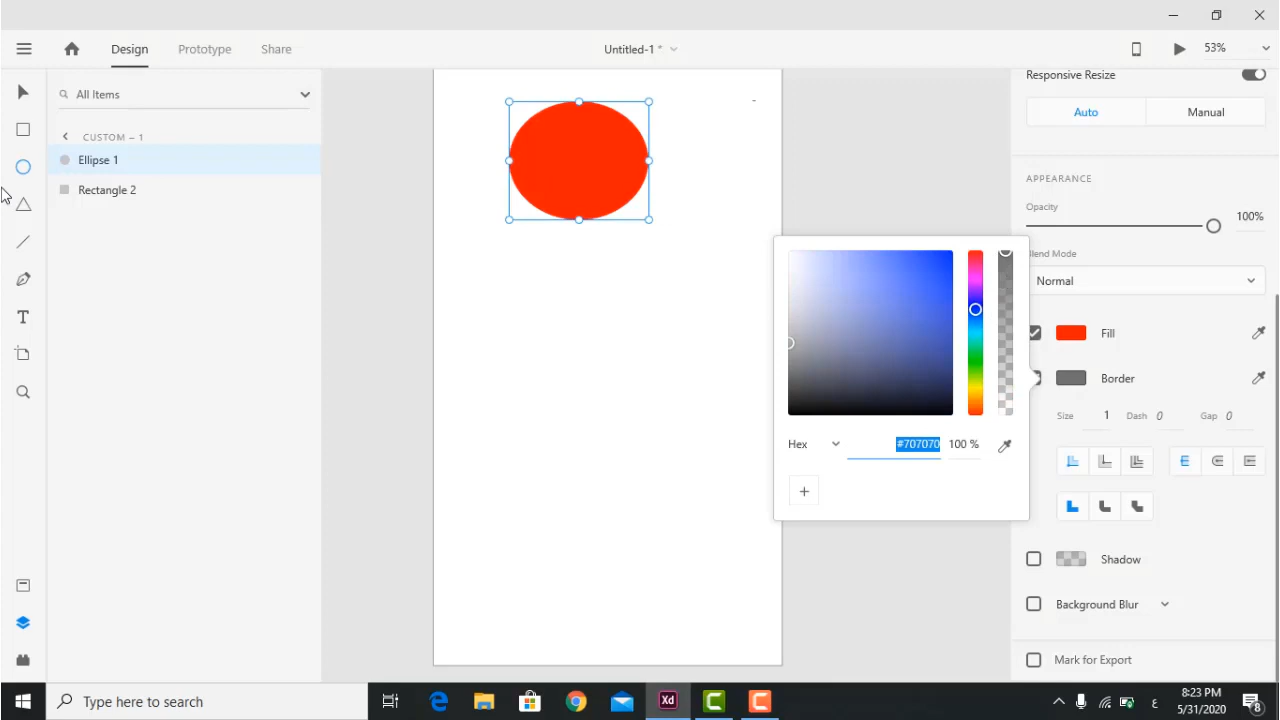 Design
Prototype
Share
Untitled-1 *
53%
All Items
CUSTOM – 1
Ellipse 1
Rectangle 2
Responsive Resize
Auto
Manual
APPEARANCE
Opacity
100%
Blend Mode
Normal
Fill
Border
Size 1 Dash 0 Gap 0
Hex #707070 100 %
+
Shadow
Background Blur
Mark for Export
T
Type here to search
Xd
C
C
ع
8:23 PM
5/31/2020
8